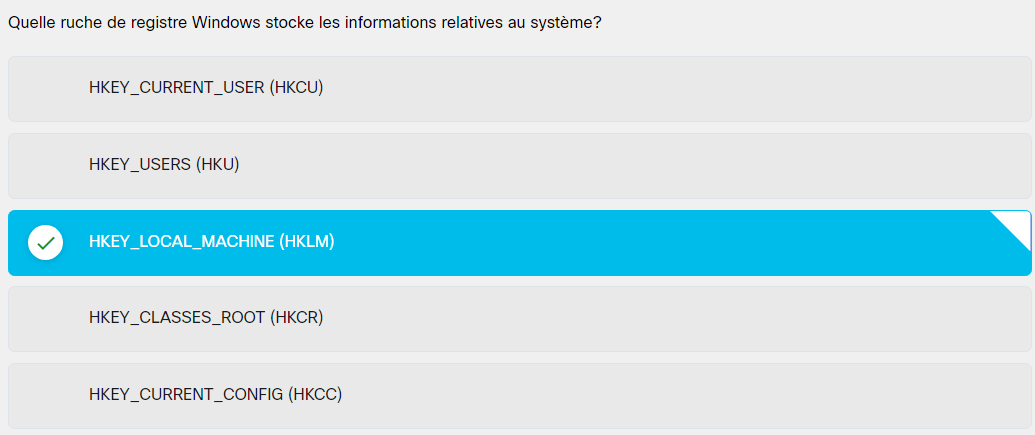 Quelle ruche de registre Windows stocke les informations relatives au système?
HKEY_CURRENT_USER (HKCU)
HKEY_USERS (HKU)
HKEY_LOCAL_MACHINE (HKLM)
HKEY_CLASSES_ROOT (HKCR)
HKEY_CURRENT_CONFIG (HKCC)